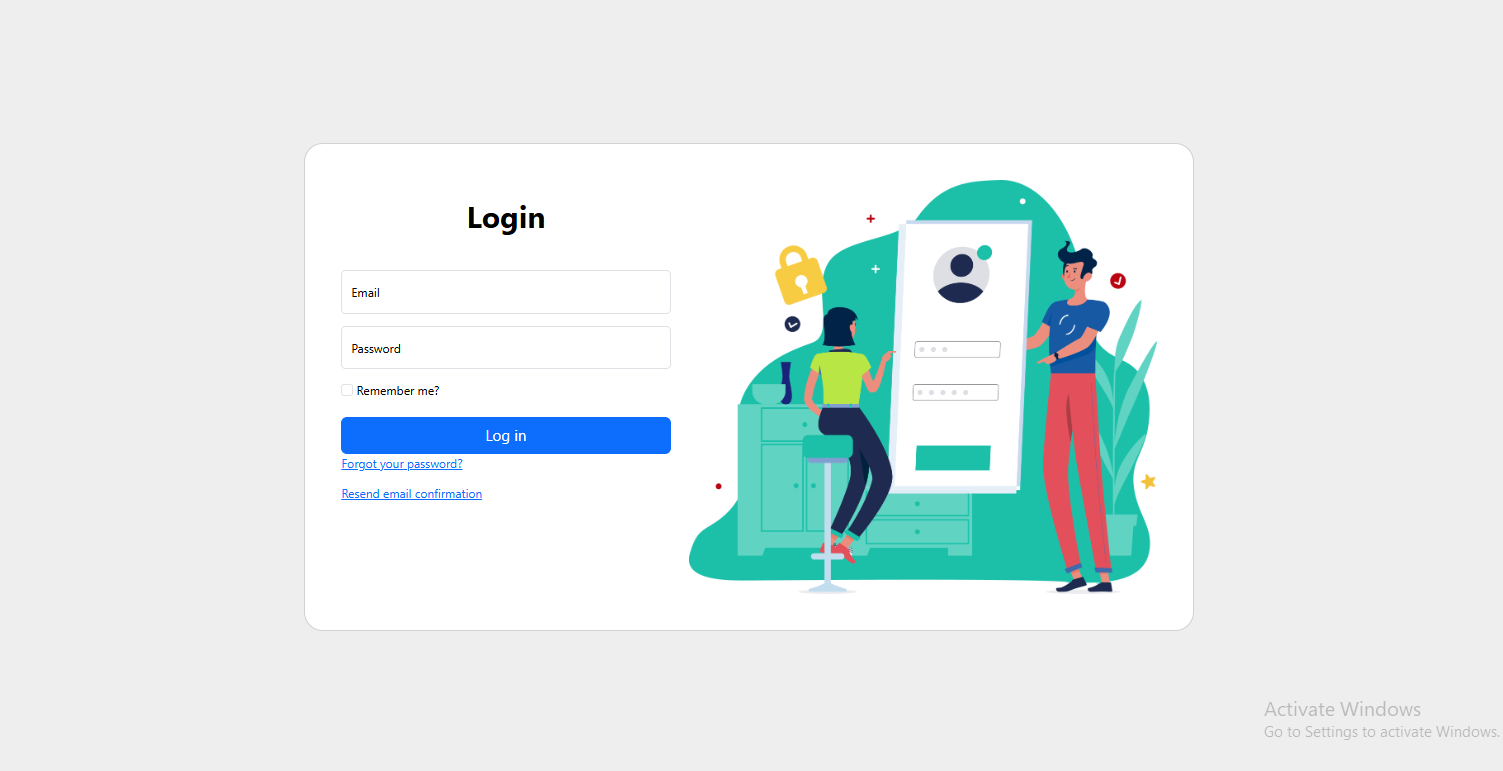 Login
Email
Password
Remember me?
Log in
Forgot your password?
Resend email confirmation
Activate Windows
Go to Settings to activate Windows.